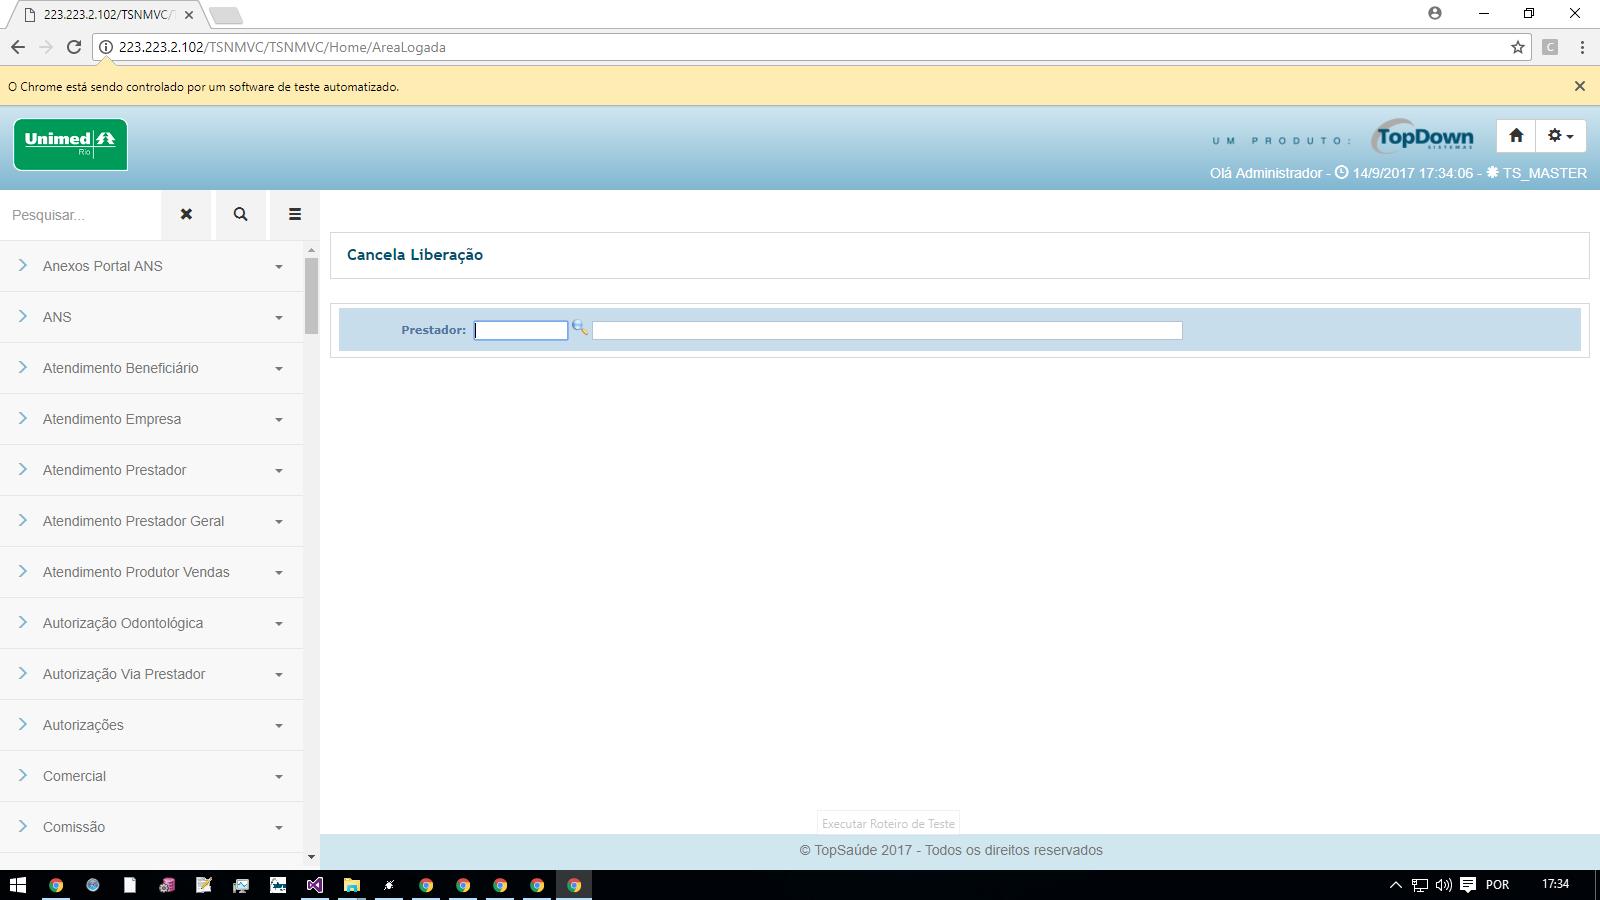 223.223.2.102/TSNMVC/
223.223.2.102/TSNMVC/TSNMVC/Home/AreaLogada
O Chrome está sendo controlado por um software de teste automatizado.
Unimed
Rio
UM PRODUTO:
TopDown
SISTEMAS
Olá Administrador - 14/9/2017 17:34:06 - TS_MASTER
Pesquisar...
Cancela Liberação
Prestador:
Anexos Portal ANS
ANS
Atendimento Beneficiário
Atendimento Empresa
Atendimento Prestador
Atendimento Prestador Geral
Atendimento Produtor Vendas
Autorização Odontológica
Autorização Via Prestador
Autorizações
Comercial
Comissão
Executar Roteiro de Teste
© TopSaúde 2017 - Todos os direitos reservados
POR
17:34